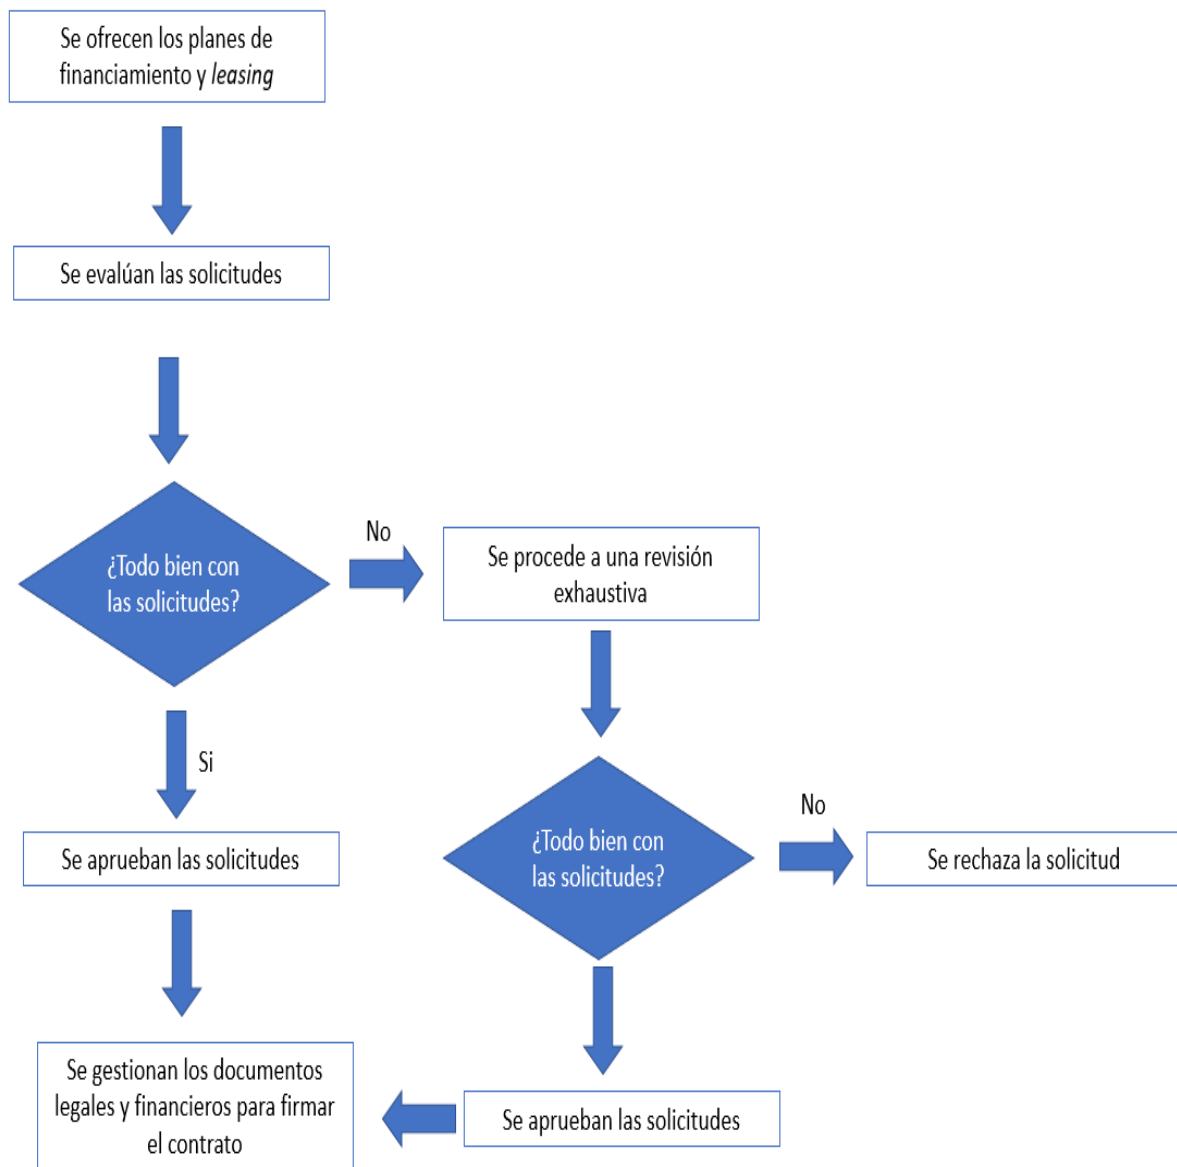 Se ofrecen los planes de
financiamiento y leasing
Se evalúan las solicitudes
¿Todo bien con
las solicitudes?
No
Se procede a una revisión
exhaustiva
Si
Se aprueban las solicitudes
¿Todo bien con
las solicitudes?
No
Se rechaza la solicitud
Se gestionan los documentos
legales y financieros para firmar
el contrato
Se aprueban las solicitudes